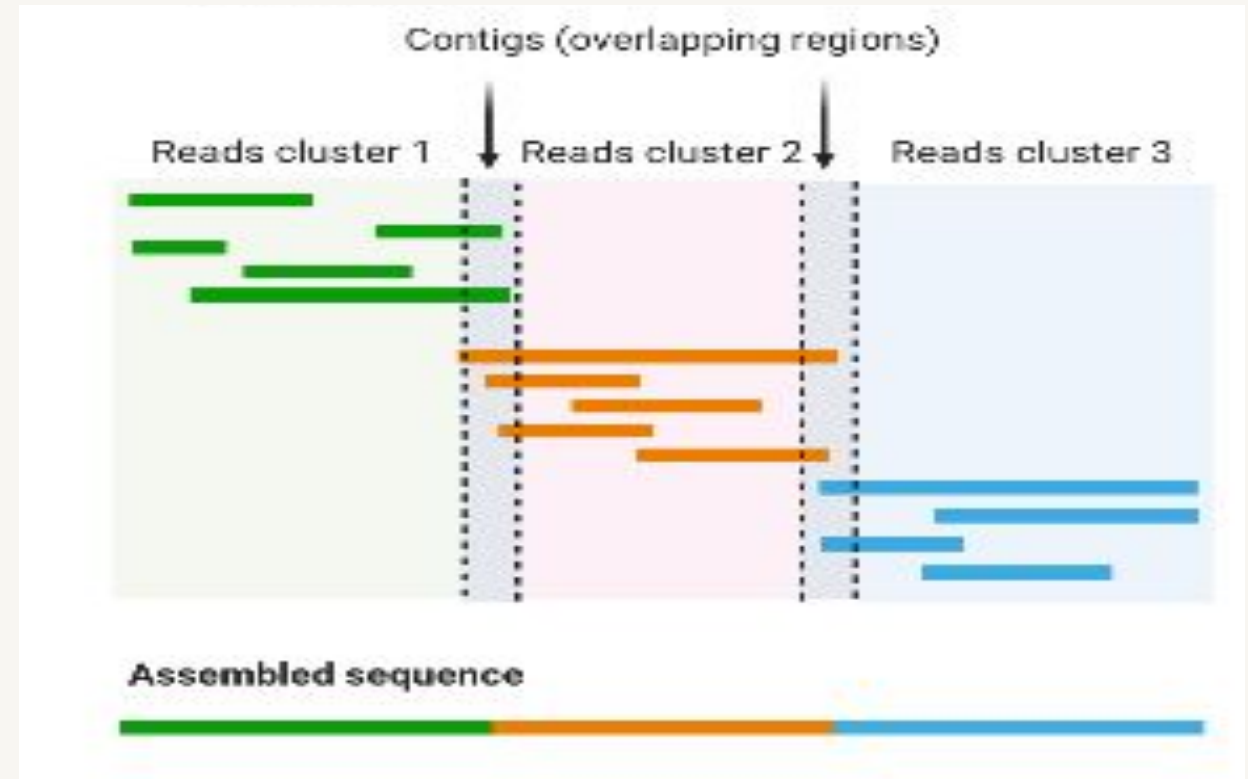 Contigs (overlapping regions)
Reads cluster 1
Reads cluster 2
Reads cluster 3
Assembled sequence